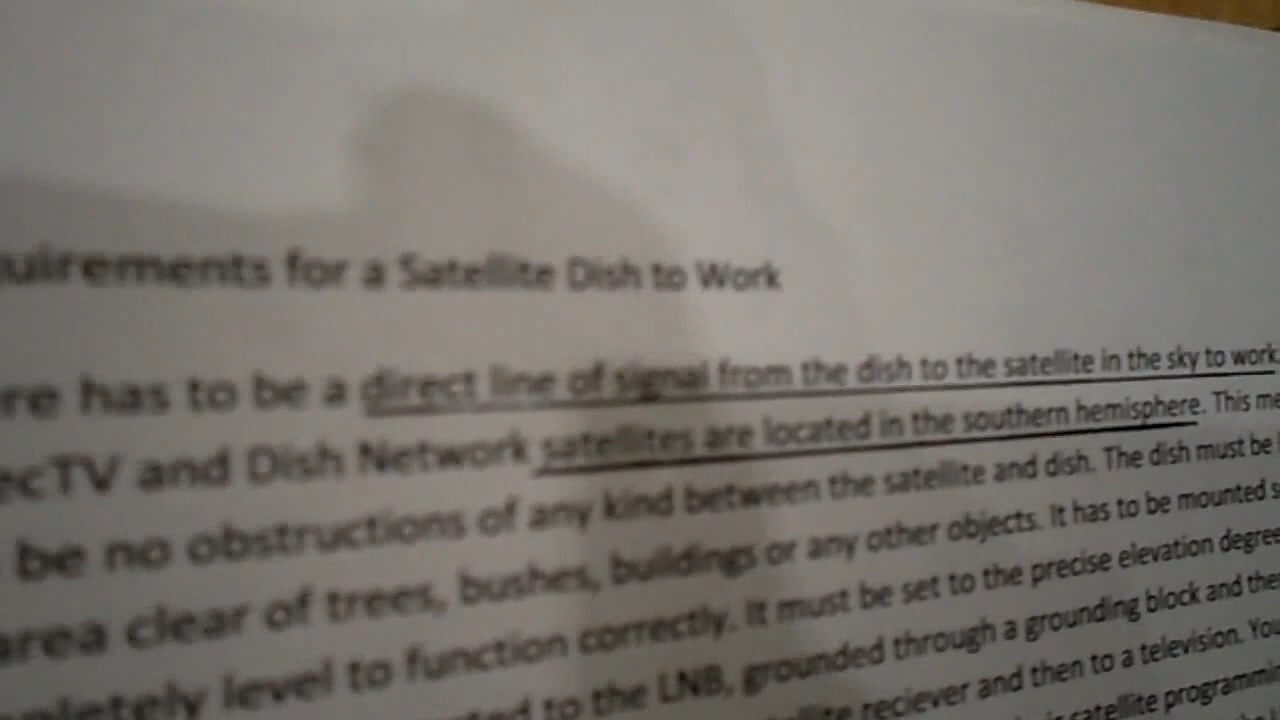 uirements for a Satellite Dish to Work
re has to be a direct line of signal from the dish to the satellite in the sky to work
ecTV and Dish Network satellites are located in the southern hemisphere. This me
be no obstructions of any kind between the satellite and dish. The dish must be
area clear of trees, bushes, buildings or any other objects. It has to be mounted s
pletely level to function correctly. It must be set to the precise elevation degree
ted to the LNB, grounded through a grounding block and the
llite reciever and then to a television. You
satellite programmi